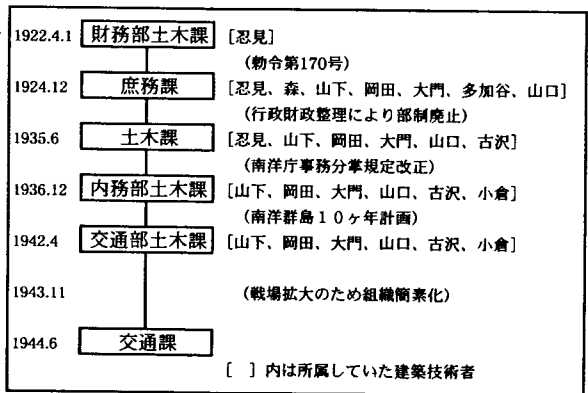 1922.4.1 財務部土木課 [忍見]
(勅令第170号)
1924.12 庶務課 [忍見、森、山下、岡田、大門、多加谷、山口]
(行政財政整理により部制廃止)
1935.6 土木課 [忍見、山下、岡田、大門、山口、古沢]
(南洋庁事務分掌規定改正)
1936.12 内務部土木課 [山下、岡田、大門、山口、古沢、小倉]
(南洋群島10ヶ年計画)
1942.4 交通部土木課 [山下、岡田、大門、山口、古沢、小倉]
1943.11 (戦場拡大のため組織簡素化)
1944.6 交通課
[ ] 内は所属していた建築技術者